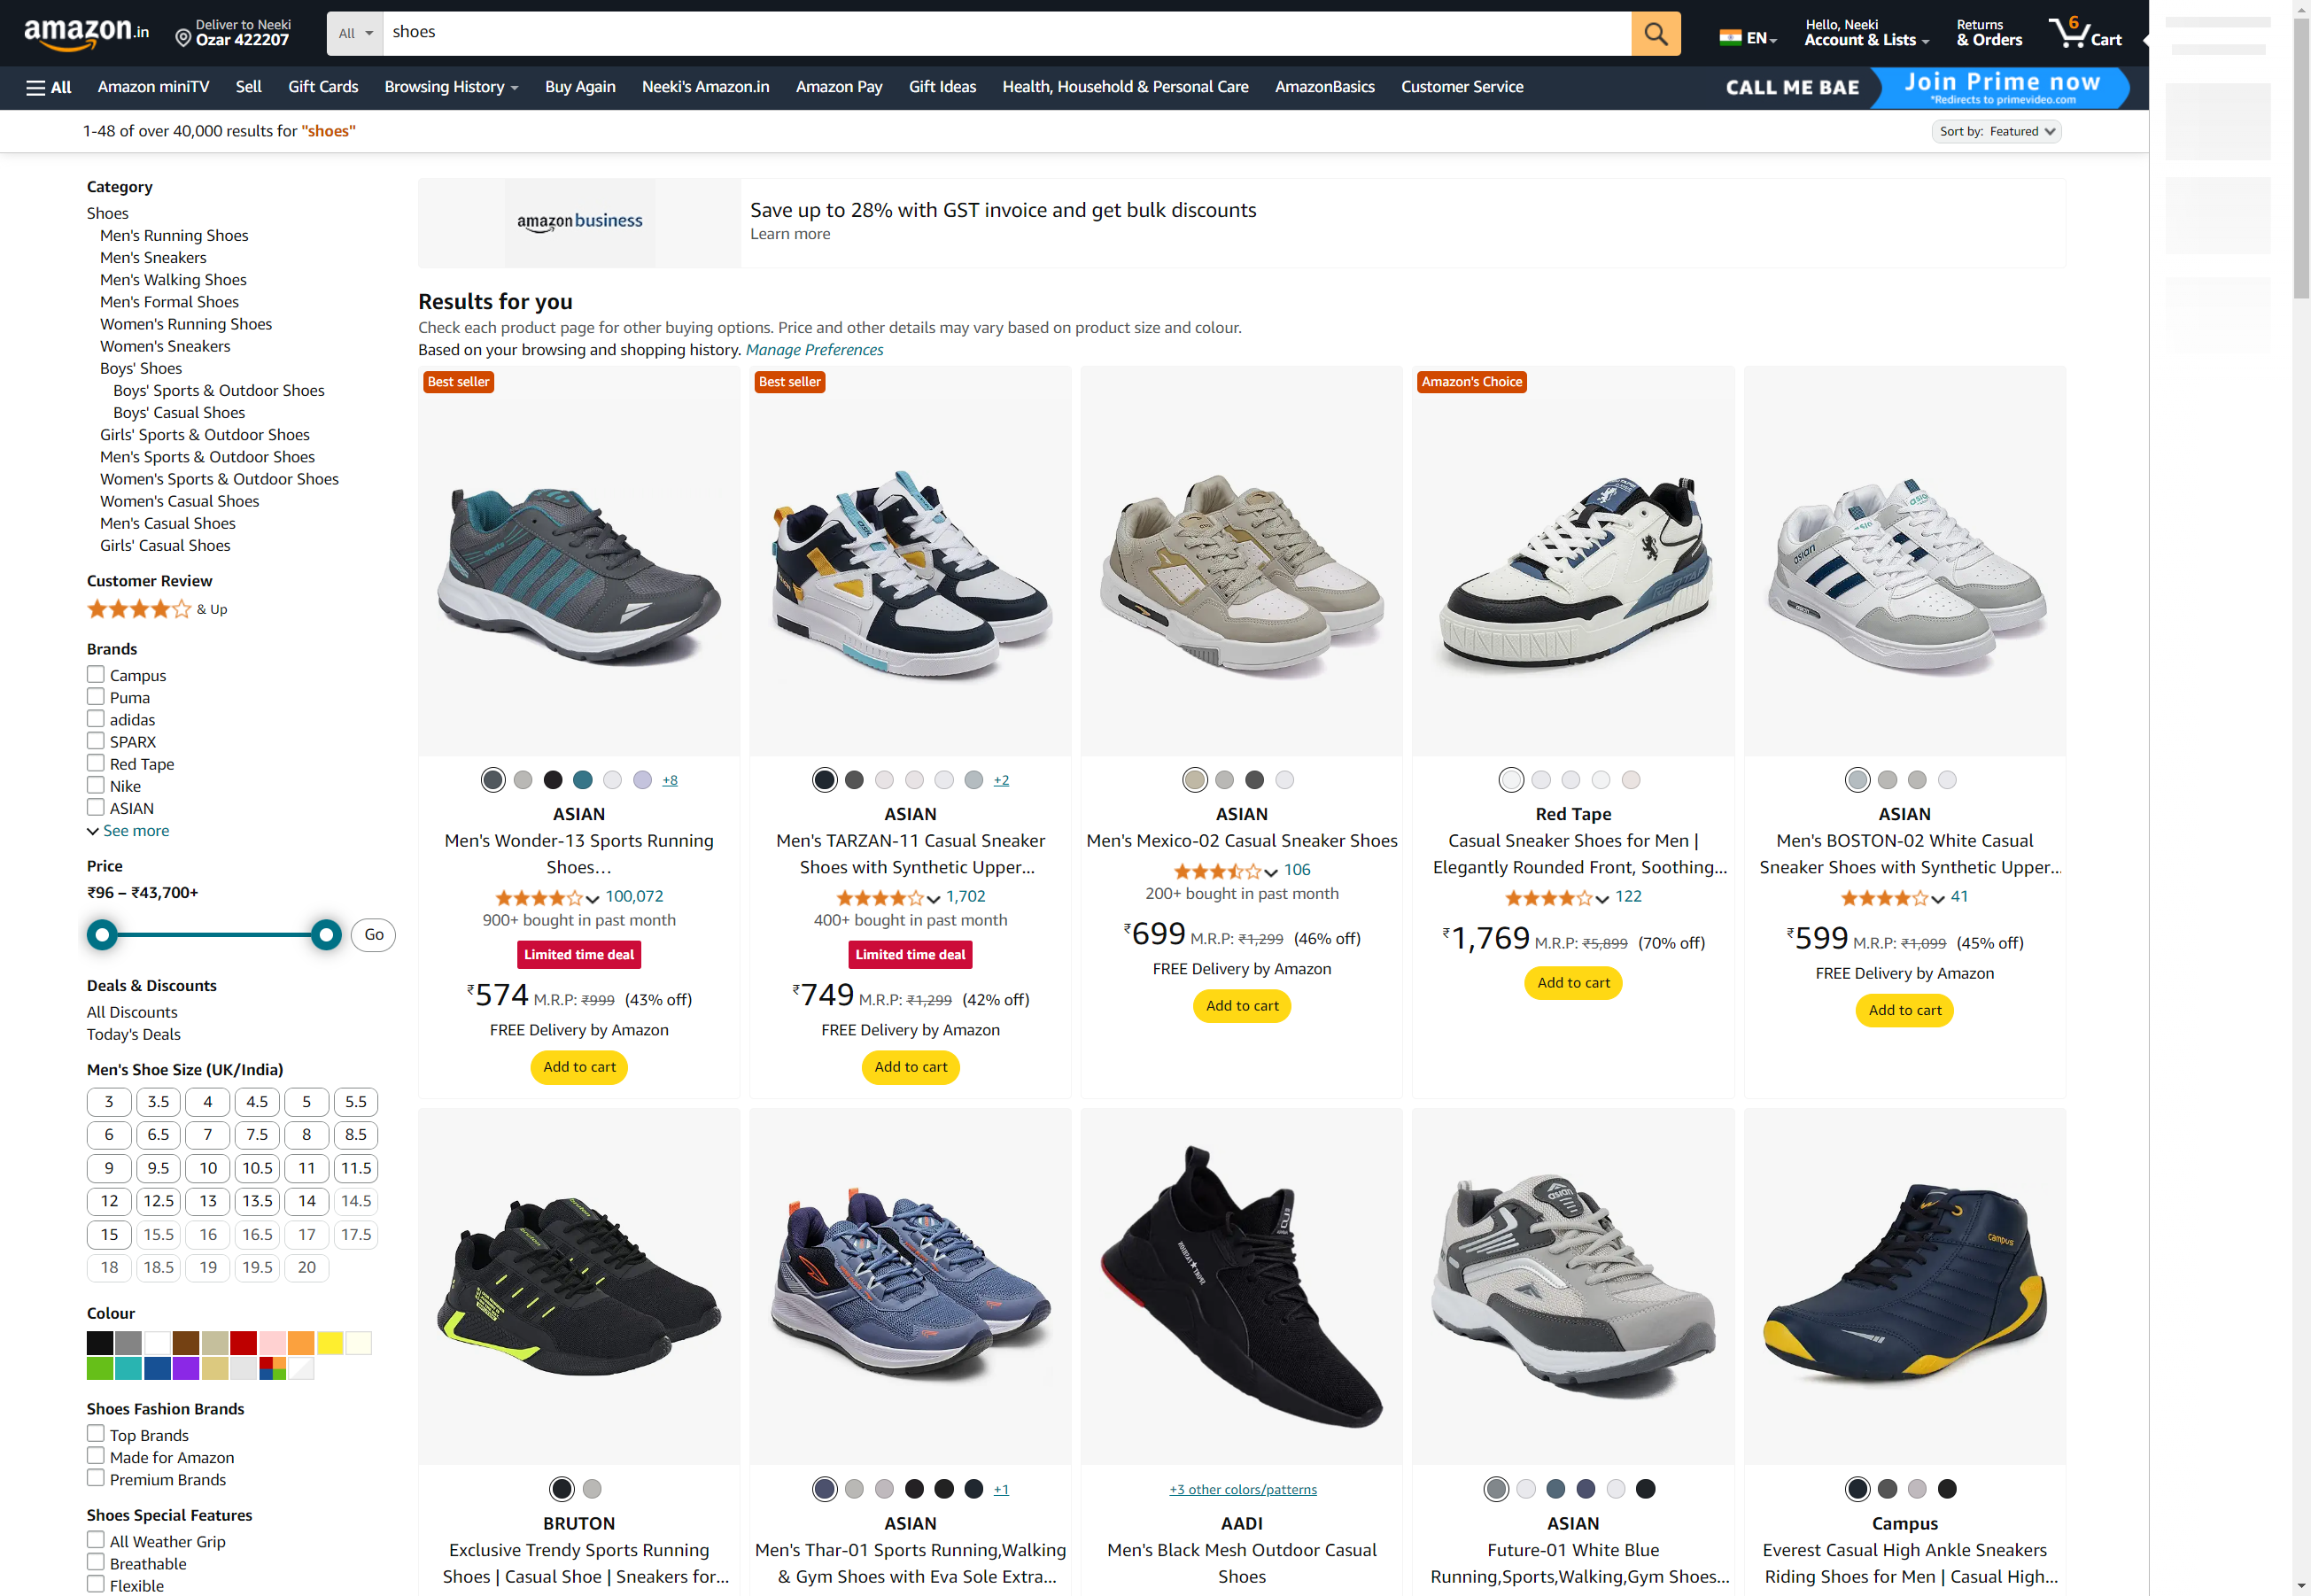 amazon.in
Deliver to Neeki
Ozar 422207
All
shoes
EN
Hello, Neeki
Account & Lists
Returns
& Orders
6
Cart
All
Amazon miniTV
Sell
Gift Cards
Browsing History
Buy Again
Neeki's Amazon.in
Amazon Pay
Gift Ideas
Health, Household & Personal Care
AmazonBasics
Customer Service
CALL ME BAE
Join Prime now
*Redirects to primevideo.com
1-48 of over 40,000 results for "shoes"
Sort by: Featured
Category
Shoes
Men's Running Shoes
Men's Sneakers
Men's Walking Shoes
Men's Formal Shoes
Women's Running Shoes
Women's Sneakers
Boys' Shoes
Boys' Sports & Outdoor Shoes
Boys' Casual Shoes
Girls' Sports & Outdoor Shoes
Men's Sports & Outdoor Shoes
Women's Sports & Outdoor Shoes
Women's Casual Shoes
Men's Casual Shoes
Girls' Casual Shoes
Customer Review
& Up
Brands
Campus
Puma
adidas
SPARX
Red Tape
Nike
ASIAN
See more
Price
₹96 – ₹43,700+
Go
Deals & Discounts
All Discounts
Today's Deals
Men's Shoe Size (UK/India)
3 3.5 4 4.5 5 5.5
6 6.5 7 7.5 8 8.5
9 9.5 10 10.5 11 11.5
12 12.5 13 13.5 14 14.5
15 15.5 16 16.5 17 17.5
18 18.5 19 19.5 20
Colour
Shoes Fashion Brands
Top Brands
Made for Amazon
Premium Brands
Shoes Special Features
All Weather Grip
Breathable
Flexible
amazon business
Save up to 28% with GST invoice and get bulk discounts
Learn more
Results for you
Check each product page for other buying options. Price and other details may vary based on product size and colour.
Based on your browsing and shopping history. Manage Preferences
Best seller
+8
ASIAN
Men's Wonder-13 Sports Running
Shoes…
100,072
900+ bought in past month
Limited time deal
₹574 M.R.P: ₹999 (43% off)
FREE Delivery by Amazon
Add to cart
Best seller
+2
ASIAN
Men's TARZAN-11 Casual Sneaker
Shoes with Synthetic Upper…
1,702
400+ bought in past month
Limited time deal
₹749 M.R.P: ₹1,299 (42% off)
FREE Delivery by Amazon
Add to cart
ASIAN
Men's Mexico-02 Casual Sneaker Shoes
106
200+ bought in past month
₹699 M.R.P: ₹1,299 (46% off)
FREE Delivery by Amazon
Add to cart
Amazon's Choice
Red Tape
Casual Sneaker Shoes for Men |
Elegantly Rounded Front, Soothing…
122
₹1,769 M.R.P: ₹5,899 (70% off)
Add to cart
asian
ASIAN
Men's BOSTON-02 White Casual
Sneaker Shoes with Synthetic Upper…
41
₹599 M.R.P: ₹1,099 (45% off)
FREE Delivery by Amazon
Add to cart
BRUTON
Exclusive Trendy Sports Running
Shoes | Casual Shoe | Sneakers for…
+1
ASIAN
Men's Thar-01 Sports Running,Walking
& Gym Shoes with Eva Sole Extra…
+3 other colors/patterns
AADI
Men's Black Mesh Outdoor Casual
Shoes
asian
ASIAN
Future-01 White Blue
Running,Sports,Walking,Gym Shoes…
campus
Campus
Everest Casual High Ankle Sneakers
Riding Shoes for Men | Casual High…